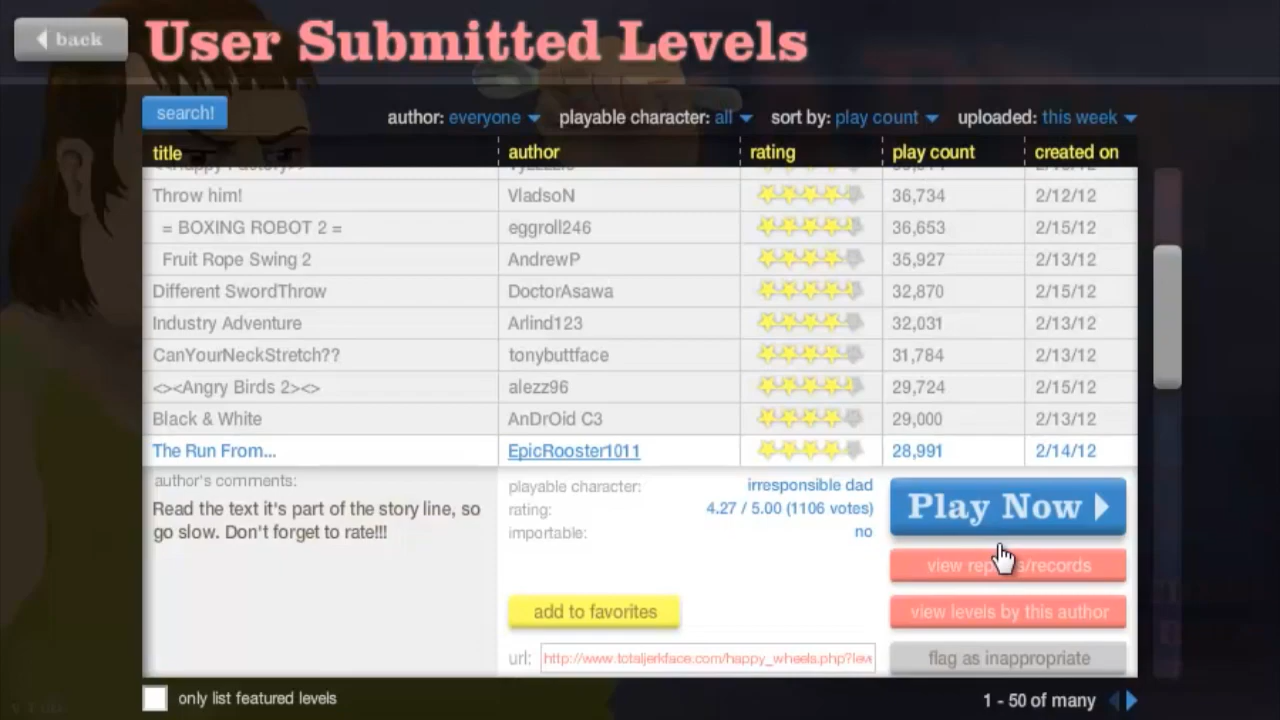 back
User Submitted Levels
search!
author: everyone playable character: all sort by: play count uploaded: this week
title author rating play count created on
Throw him! VladsoN 36,734 2/12/12
= BOXING ROBOT 2 = eggroll246 36,653 2/15/12
Fruit Rope Swing 2 AndrewP 35,927 2/13/12
Different SwordThrow DoctorAsawa 32,870 2/15/12
Industry Adventure Arlind123 32,031 2/13/12
CanYourNeckStretch?? tonybuttface 31,784 2/13/12
<><Angry Birds 2><> alezz96 29,724 2/15/12
Black & White AnDrOid C3 29,000 2/13/12
The Run From... EpicRooster1011 28,991 2/14/12
author's comments:
Read the text it's part of the story line, so
go slow. Don't forget to rate!!!
playable character: irresponsible dad
rating: 4.27 / 5.00 (1106 votes)
importable: no
Play Now
view replays/records
add to favorites
view levels by this author
url: http://www.totaljerkface.com/happy_wheels.php?lev
flag as inappropriate
only list featured levels
1 - 50 of many